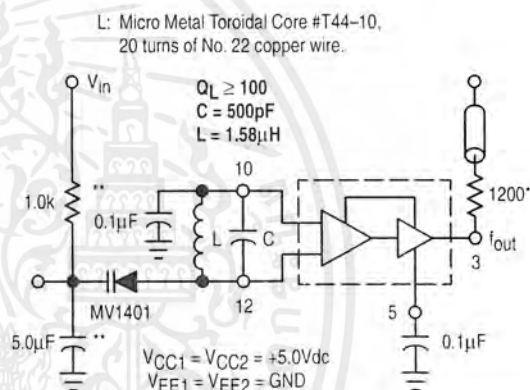 L: Micro Metal Toroidal Core #T44–10,
20 turns of No. 22 copper wire.
Vin
QL ≥ 100
C = 500pF
L = 1.58μH
10
1.0k
**
0.1μF
L
C
1200*
fout
3
12
MV1401
5
5.0μF
**
0.1μF
VCC1 = VCC2 = +5.0Vdc
VEE1 = VEE2 = GND